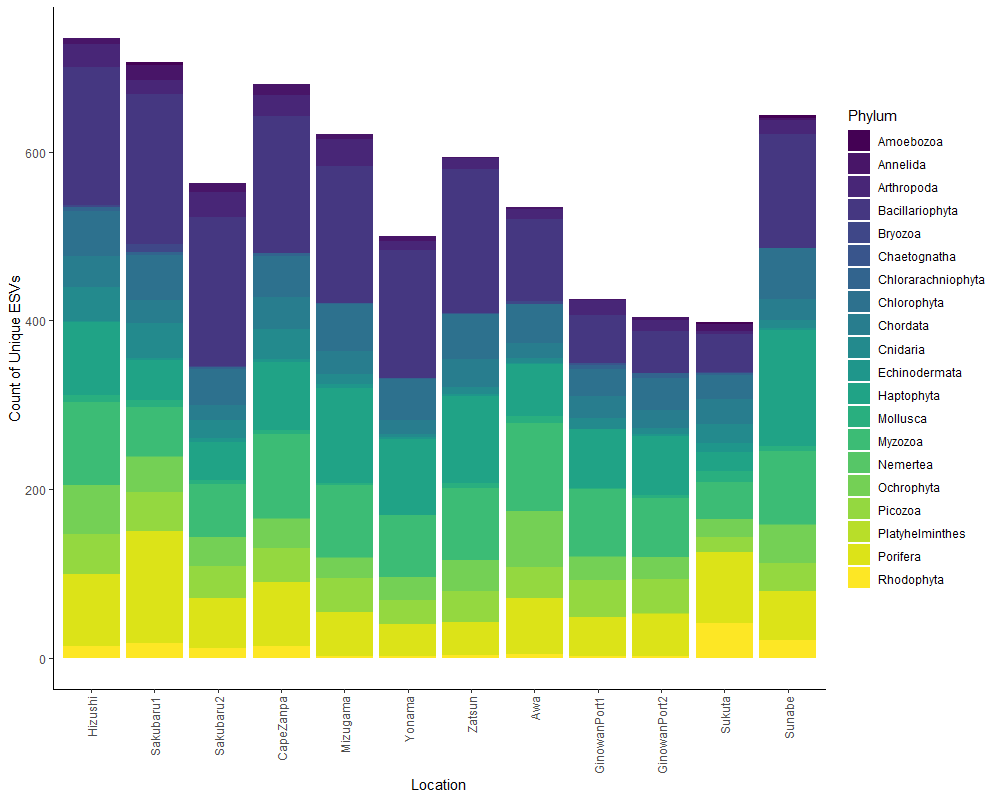 Count of Unique ESVs
600
400
200
0
Hizushi
Sakubaru1
Sakubaru2
CapeZanpa
Mizugama
Yonama
Zatsun
Awa
GinowanPort1
GinowanPort2
Sukuta
Sunabe
Location
Phylum
Amoebozoa
Annelida
Arthropoda
Bacillariophyta
Bryozoa
Chaetognatha
Chlorarachniophyta
Chlorophyta
Chordata
Cnidaria
Echinodermata
Haptophyta
Mollusca
Myzozoa
Nemertea
Ochrophyta
Picozoa
Platyhelminthes
Porifera
Rhodophyta